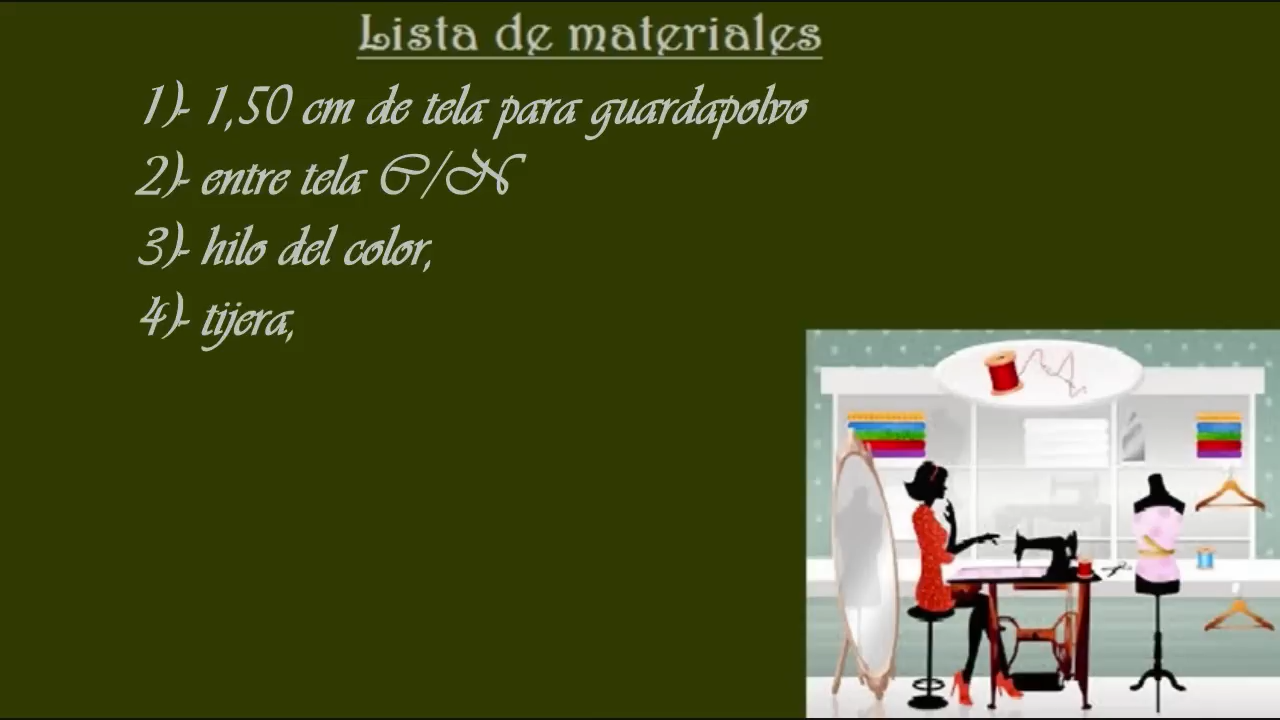 Lista de materiales
1)- 1,50 cm de tela para guardapolvo
2)- entre tela C/N
3)- hilo del color,
4)- tijera,